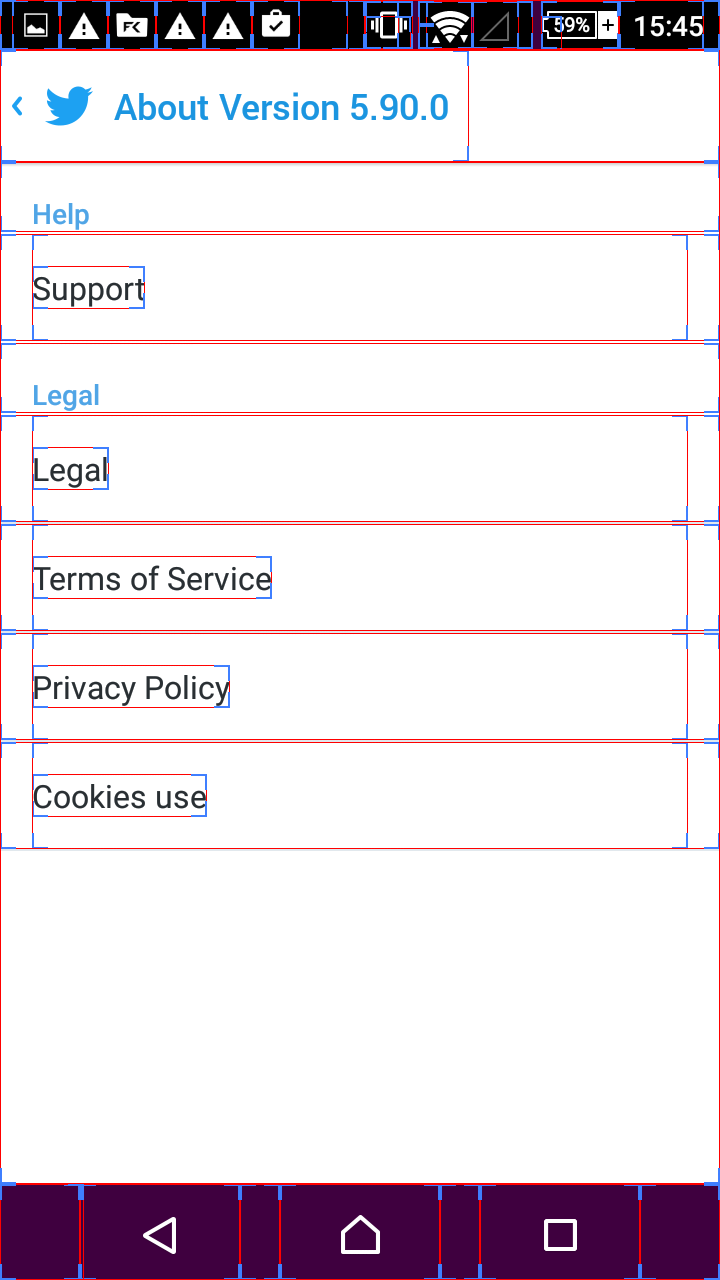 FK
59%
15:45
About Version 5.90.0
Help
Support
Legal
Legal
Terms of Service
Privacy Policy
Cookies use